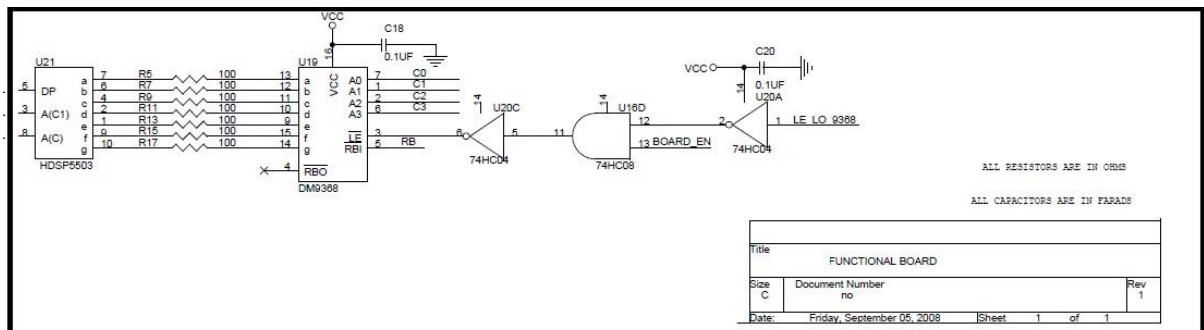 VCC
C18
0.1UF
16
U21
5 DP
3 A(C1)
8 A(C)
a 7 R5 100 13 a
b 6 R7 100 12 b
c 4 R9 100 11 c
d 2 R11 100 10 d
e 1 R13 100 9 e
f 9 R15 100 15 f
g 10 R17 100 14 g
HDSP5503
U19
VCC
A0 7 C0
A1 1 C1
A2 2 C2
A3 6 C3
LE 3
RBI 5 RB
4 RBO
DM9368
14
U20C
6
5
74HC04
14
U16D
11
12
13 BOARD_EN
74HC08
VCC
C20
0.1UF
14
U20A
2
1 LE_LO_9368
74HC04
ALL RESISTORS ARE IN OHMS
ALL CAPACITORS ARE IN FARADS
Title
FUNCTIONAL BOARD
Size
C
Document Number
no
Rev
1
Date: Friday, September 05, 2008 Sheet 1 of 1